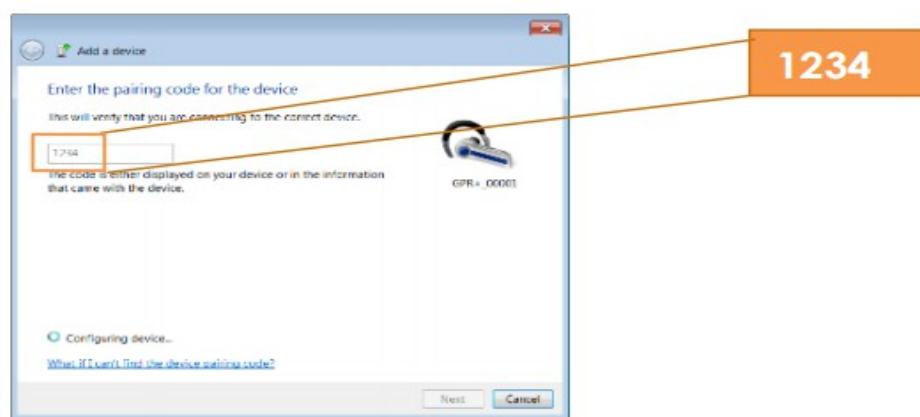 Add a device
Enter the pairing code for the device
This will verify that you are connecting to the correct device.
1234
1234
The code is either displayed on your device or in the information
that came with the device.
GPR+_00001
Configuring device...
What if I can't find the device pairing code?
Next
Cancel